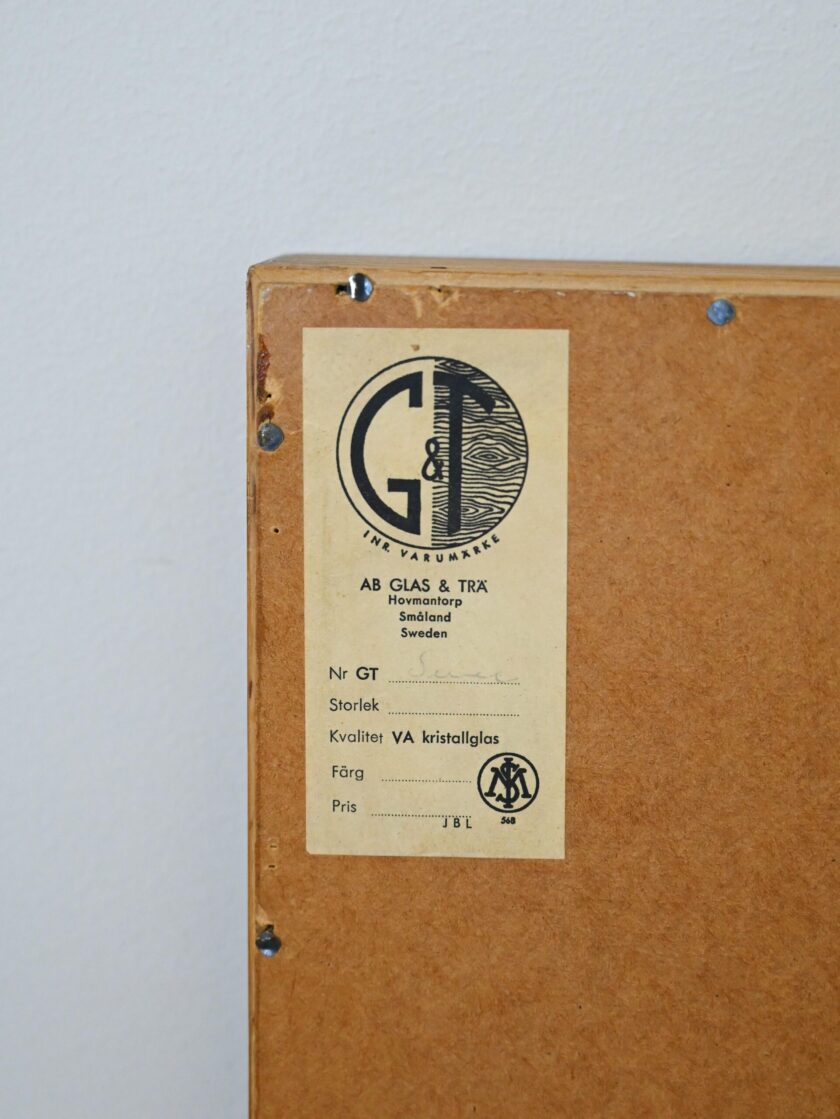 G&T
INR. VARUMÄRKE
AB GLAS & TRÄ
Hovmantorp
Småland
Sweden
Nr GT
Storlek
Kvalitet VA kristallglas
Färg
Pris
JBL
568